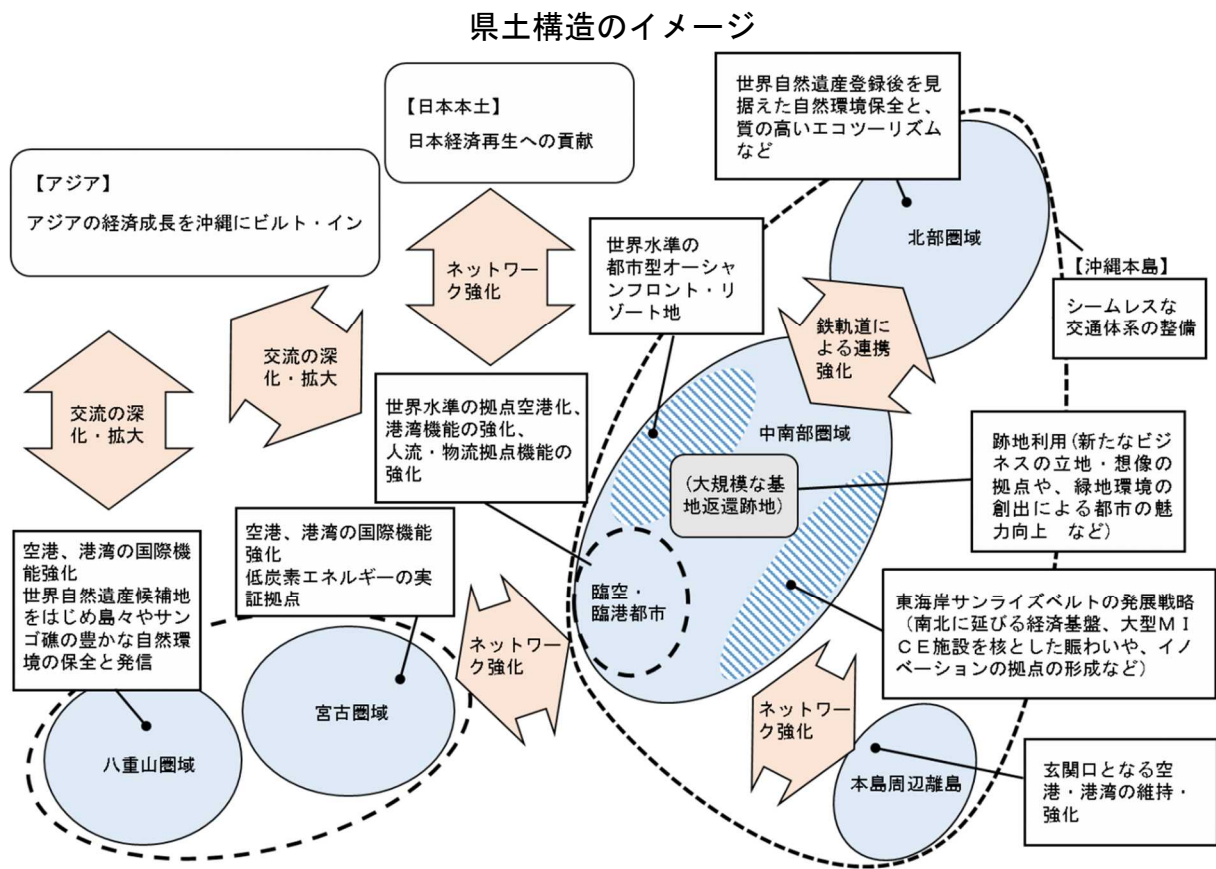 県土構造のイメージ
【日本本土】
日本経済再生への貢献
【アジア】
アジアの経済成長を沖縄にビルト・イン
世界自然遺産登録後を見
据えた自然環境保全と、
質の高いエコツーリズム
など
北部圏域
【沖縄本島】
シームレスな
交通体系の整備
世界水準の
都市型オーシャ
ンフロント・リ
ゾート地
ネットワー
ク強化
鉄軌道に
よる連携
強化
交流の深
化・拡大
交流の深
化・拡大
世界水準の拠点空港化、
港湾機能の強化、
人流・物流拠点機能の
強化
中南部圏域
(大規模な基
地返還跡地)
跡地利用(新たなビジ
ネスの立地・想像の
拠点や、緑地環境の
創出による都市の魅
力向上　など)
空港、港湾の国際機
能強化
世界自然遺産候補地
をはじめ島々やサン
ゴ礁の豊かな自然環
境の保全と発信
空港、港湾の国際機能
強化
低炭素エネルギーの実
証拠点
臨空・
臨港都市
東海岸サンライズベルトの発展戦略
(南北に延びる経済基盤、大型ＭＩ
ＣＥ施設を核とした賑わいや、イノ
ベーションの拠点の形成など)
ネットワー
ク強化
ネットワー
ク強化
宮古圏域
八重山圏域
本島周辺離島
玄関口となる空
港・港湾の維持・
強化